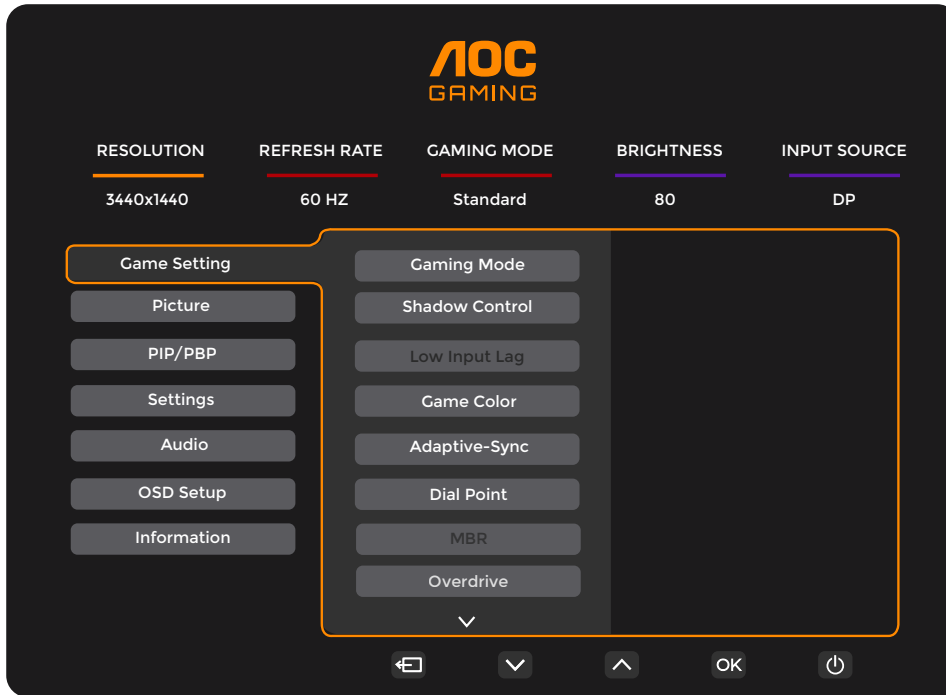 AOC
GAMING
RESOLUTION REFRESH RATE GAMING MODE BRIGHTNESS INPUT SOURCE
3440x1440 60 HZ Standard 80 DP
Game Setting
Picture
PIP/PBP
Settings
Audio
OSD Setup
Information
Gaming Mode
Shadow Control
Low Input Lag
Game Color
Adaptive-Sync
Dial Point
MBR
Overdrive
OK